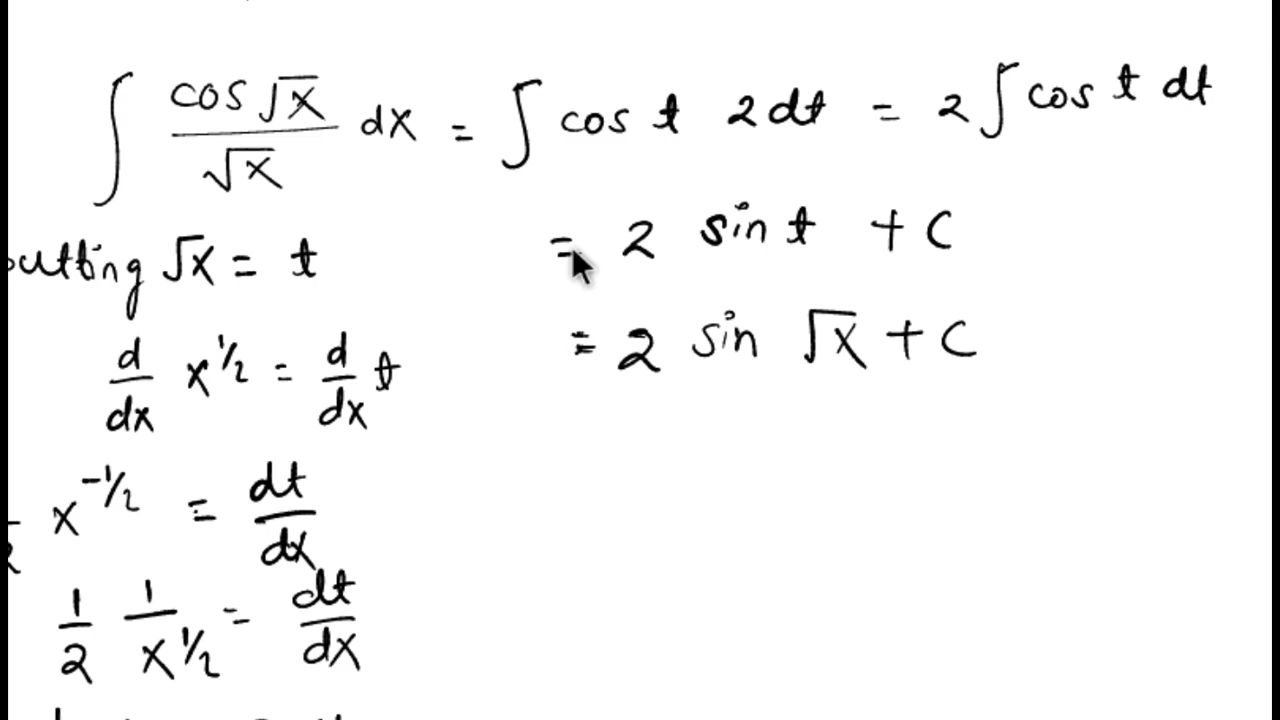 ∫ cos √x / √x dx = ∫ cos t 2dt = 2 ∫ cos t dt
= 2 sin t + c
putting √x = t
= 2 sin √x + c
d/dx x^1/2 = d/dx t
x^-1/2 = dt/dx
1/2 1/x^1/2 = dt/dx